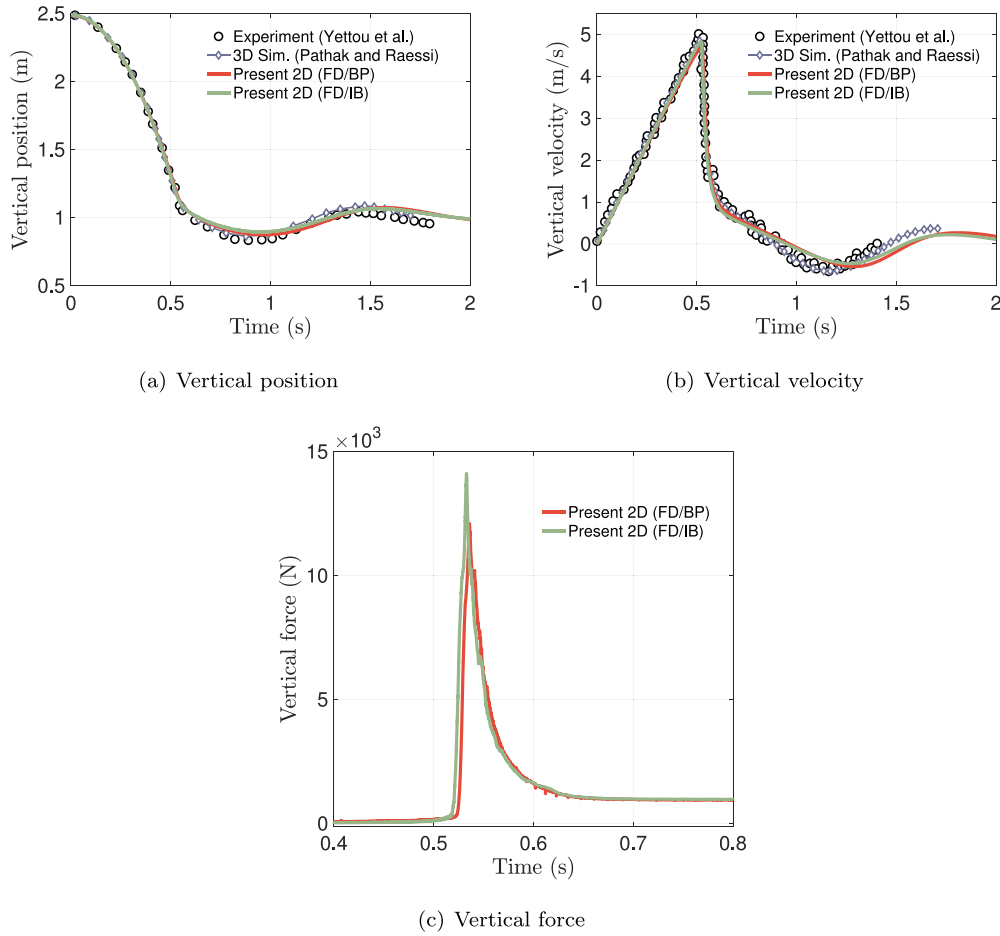 Vertical position (m)
2.5
2
1.5
1
0.5
0
0.5
1
1.5
2
Time (s)
Experiment (Yettou et al.)
3D Sim. (Pathak and Raessi)
Present 2D (FD/BP)
Present 2D (FD/IB)
(a) Vertical position
Vertical velocity (m/s)
5
4
3
2
1
0
-1
0
0.5
1
1.5
2
Time (s)
Experiment (Yettou et al.)
3D Sim. (Pathak and Raessi)
Present 2D (FD/BP)
Present 2D (FD/IB)
(b) Vertical velocity
Vertical force (N)
×10³
15
10
5
0
0.4
0.5
0.6
0.7
0.8
Time (s)
Present 2D (FD/BP)
Present 2D (FD/IB)
(c) Vertical force